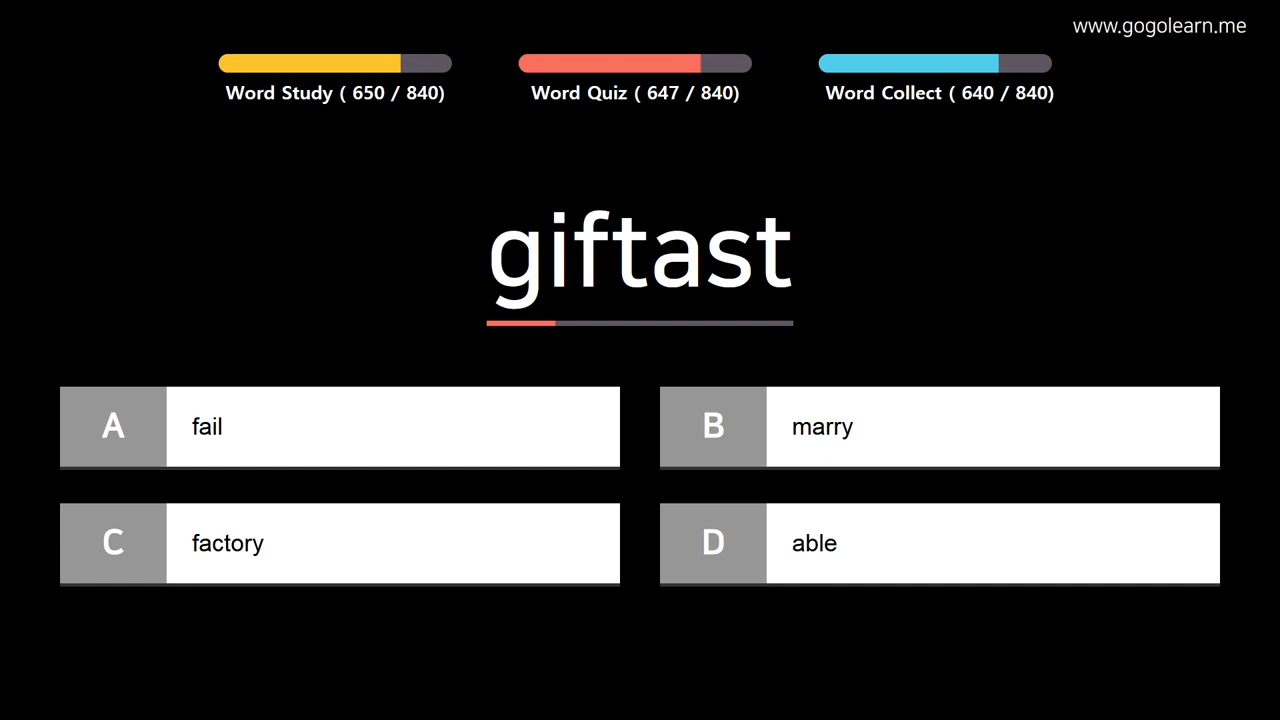 www.gogolearn.me
Word Study ( 650 / 840)
Word Quiz ( 647 / 840)
Word Collect ( 640 / 840)
giftast
A fail
B marry
C factory
D able